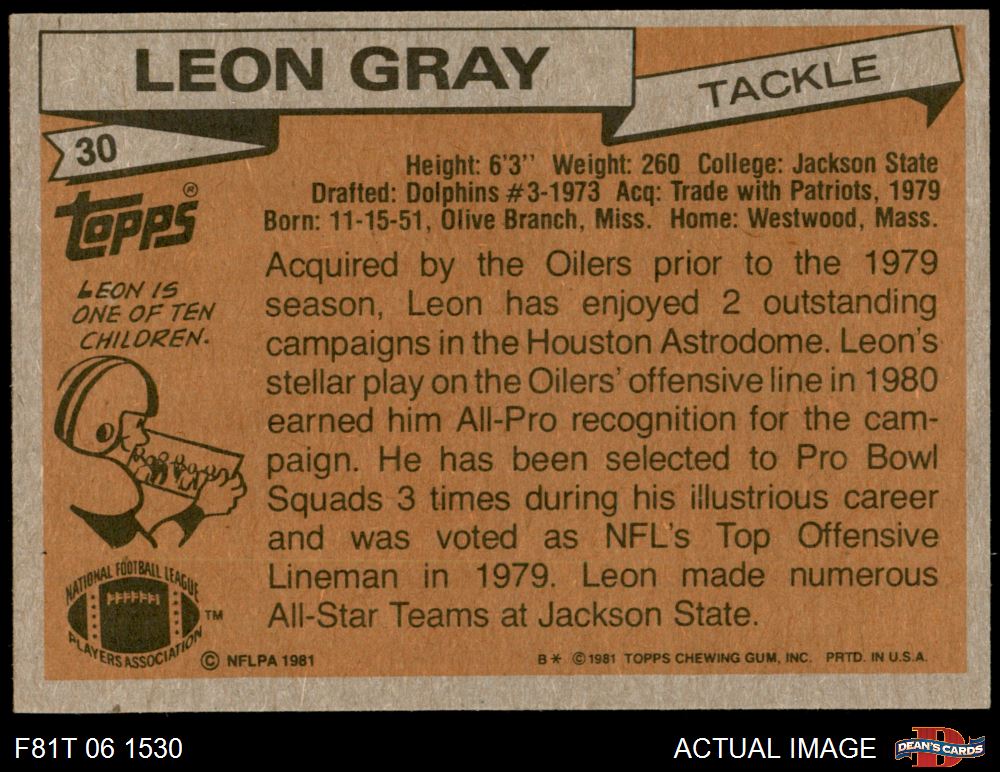 LEON GRAY
TACKLE
30
Height: 6'3'' Weight: 260 College: Jackson State
Drafted: Dolphins #3-1973 Acq: Trade with Patriots, 1979
Born: 11-15-51, Olive Branch, Miss. Home: Westwood, Mass.
TOPPS®
LEON IS
ONE OF TEN
CHILDREN.
Acquired by the Oilers prior to the 1979
season, Leon has enjoyed 2 outstanding
campaigns in the Houston Astrodome. Leon's
stellar play on the Oilers' offensive line in 1980
earned him All-Pro recognition for the cam-
paign. He has been selected to Pro Bowl
Squads 3 times during his illustrious career
and was voted as NFL's Top Offensive
Lineman in 1979. Leon made numerous
All-Star Teams at Jackson State.
NATIONAL FOOTBALL LEAGUE
PLAYERS ASSOCIATION
TM
© NFLPA 1981
B* © 1981 TOPPS CHEWING GUM, INC. PRTD. IN U.S.A.
F81T 06 1530
ACTUAL IMAGE
D
DEAN'S CARDS